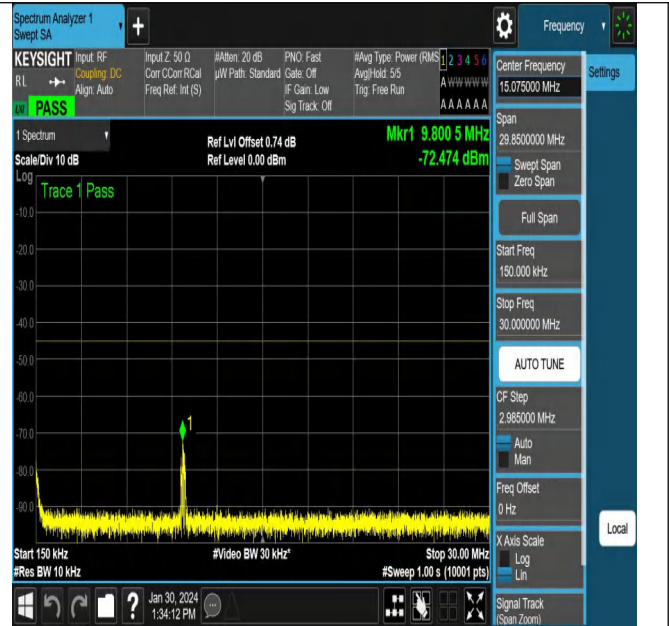 Spectrum Analyzer 1
Swept SA
+
Frequency
KEYSIGHT
RL
Input: RF
Coupling: DC
Align: Auto
Input Z: 50 Ω
Corr CCorr RCal
Freq Ref: Int (S)
#Atten: 20 dB
µW Path: Standard
PNO: Fast
Gate: Off
IF Gain: Low
Sig Track: Off
#Avg Type: Power (RMS
Avg|Hold: 5/5
Trig: Free Run
1 2 3 4 5 6
A W W W W W
A A A A A A
LXI
PASS
1 Spectrum
Scale/Div 10 dB
Log
Ref Lvl Offset 0.74 dB
Ref Level 0.00 dBm
Mkr1 9.800 5 MHz
-72.474 dBm
Trace 1 Pass
-10.0
-20.0
-30.0
-40.0
-50.0
-60.0
1
-70.0
-80.0
-90.0
Start 150 kHz
#Res BW 10 kHz
#Video BW 30 kHz*
Stop 30.00 MHz
#Sweep 1.00 s (10001 pts)
Center Frequency
15.075000 MHz
Settings
Span
29.8500000 MHz
Swept Span
Zero Span
Full Span
Start Freq
150.000 kHz
Stop Freq
30.000000 MHz
AUTO TUNE
CF Step
2.985000 MHz
Auto
Man
Freq Offset
0 Hz
X Axis Scale
Log
Lin
Local
Signal Track
(Span Zoom)
?
Jan 30, 2024
1:34:12 PM